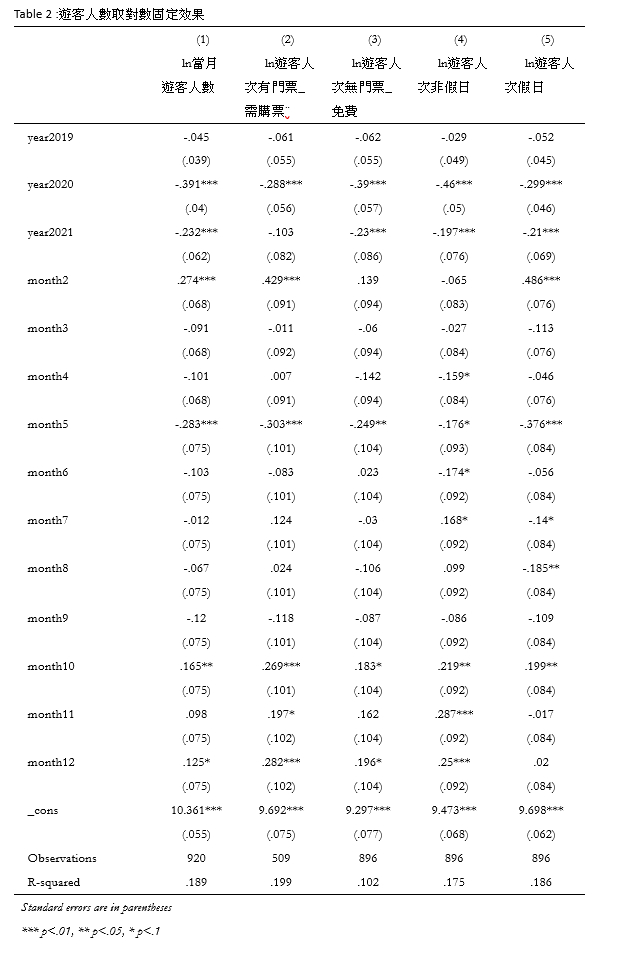 Table 2 :遊客人數取對數固定效果
(1) (2) (3) (4) (5)
ln當月 ln遊客人 ln遊客人 ln遊客人 ln遊客人
遊客人數 次有門票_ 次無門票_ 次非假日 次假日
需購票¨ 免費
year2019 -.045 -.061 -.062 -.029 -.052
(.039) (.055) (.055) (.049) (.045)
year2020 -.391*** -.288*** -.39*** -.46*** -.299***
(.04) (.056) (.057) (.05) (.046)
year2021 -.232*** -.103 -.23*** -.197*** -.21***
(.062) (.082) (.086) (.076) (.069)
month2 .274*** .429*** .139 -.065 .486***
(.068) (.091) (.094) (.083) (.076)
month3 -.091 -.011 -.06 -.027 -.113
(.068) (.092) (.094) (.084) (.076)
month4 -.101 .007 -.142 -.159* -.046
(.068) (.091) (.094) (.084) (.076)
month5 -.283*** -.303*** -.249** -.176* -.376***
(.075) (.101) (.104) (.093) (.084)
month6 -.103 -.083 .023 -.174* -.056
(.075) (.101) (.104) (.092) (.084)
month7 -.012 .124 -.03 .168* -.14*
(.075) (.101) (.104) (.092) (.084)
month8 -.067 .024 -.106 .099 -.185**
(.075) (.101) (.104) (.092) (.084)
month9 -.12 -.118 -.087 -.086 -.109
(.075) (.101) (.104) (.092) (.084)
month10 .165** .269*** .183* .219** .199**
(.075) (.101) (.104) (.092) (.084)
month11 .098 .197* .162 .287*** -.017
(.075) (.102) (.104) (.092) (.084)
month12 .125* .282*** .196* .25*** .02
(.075) (.102) (.104) (.092) (.084)
_cons 10.361*** 9.692*** 9.297*** 9.473*** 9.698***
(.055) (.075) (.077) (.068) (.062)
Observations 920 509 896 896 896
R-squared .189 .199 .102 .175 .186
Standard errors are in parentheses
*** p<.01, ** p<.05, * p<.1